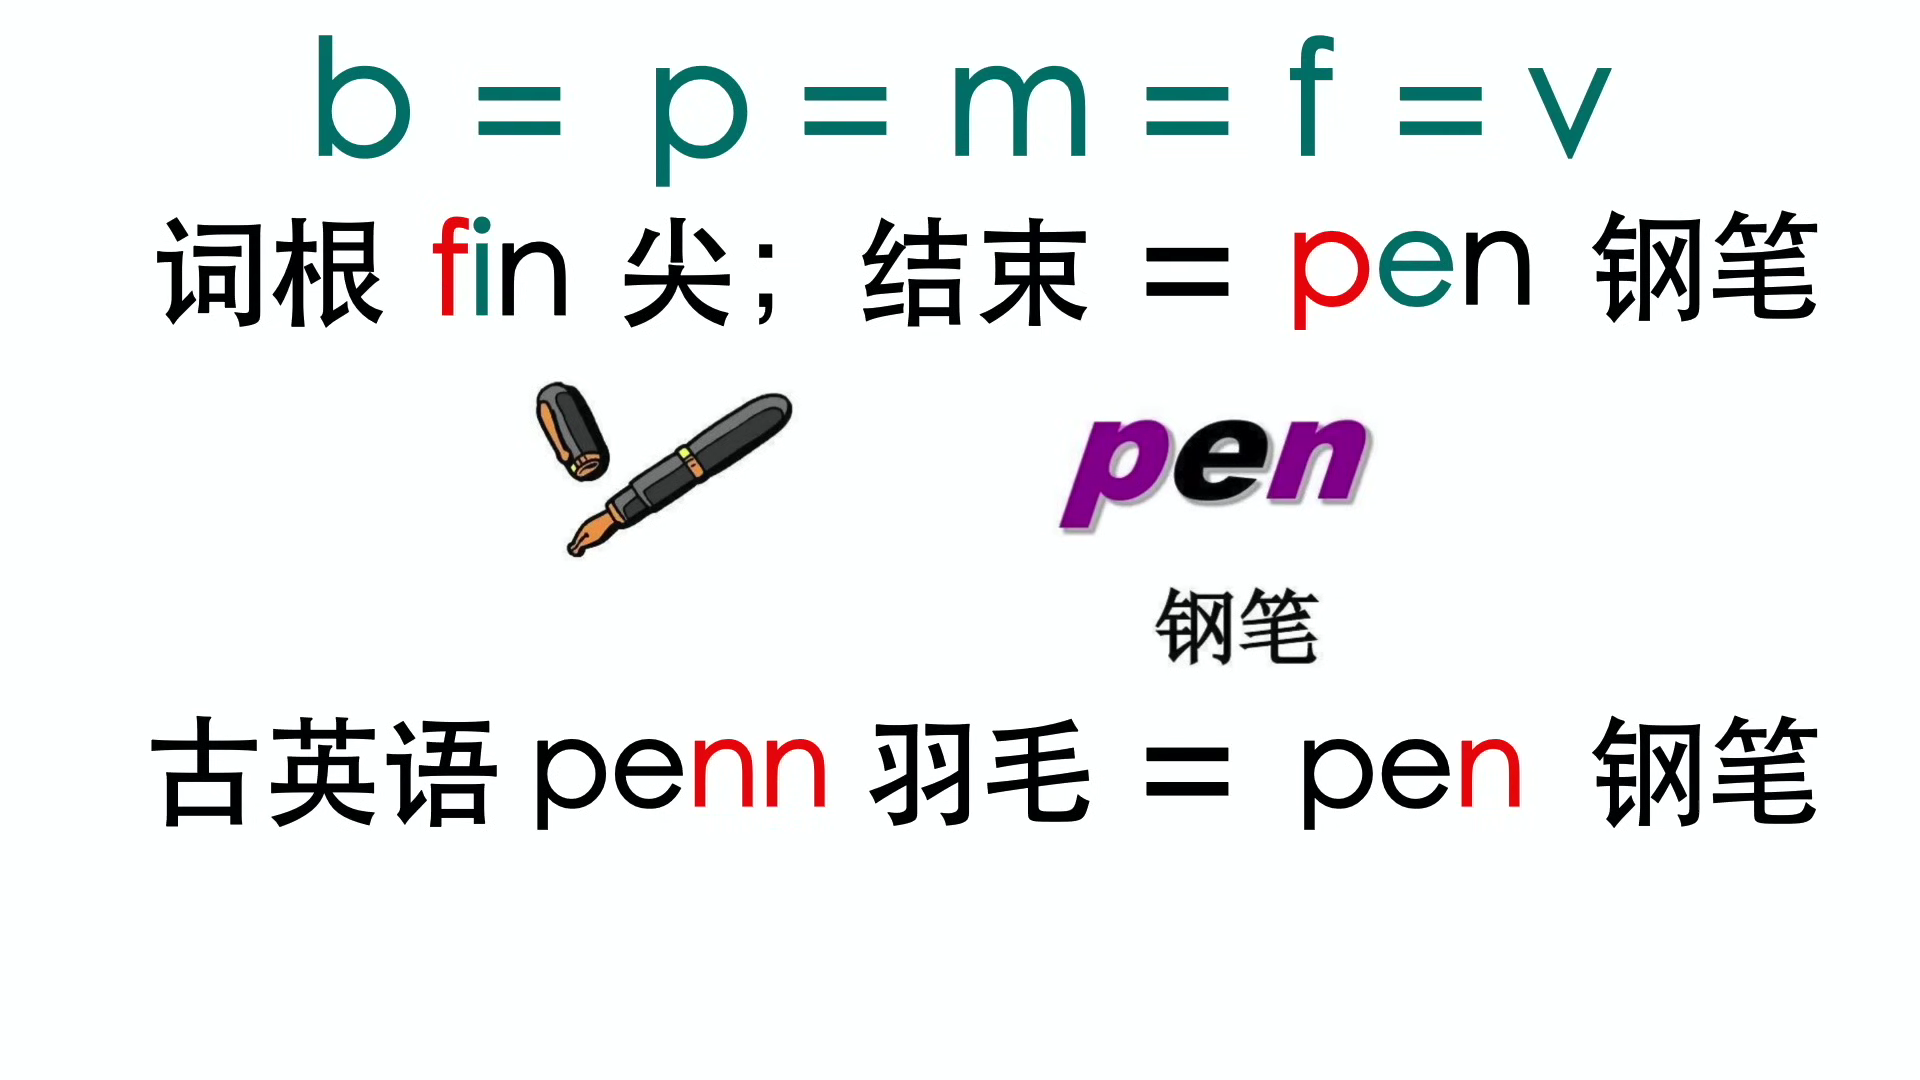 b = p = m = f = v
词根 fin 尖；结束 = pen 钢笔
pen
钢笔
古英语 penn 羽毛 = pen 钢笔